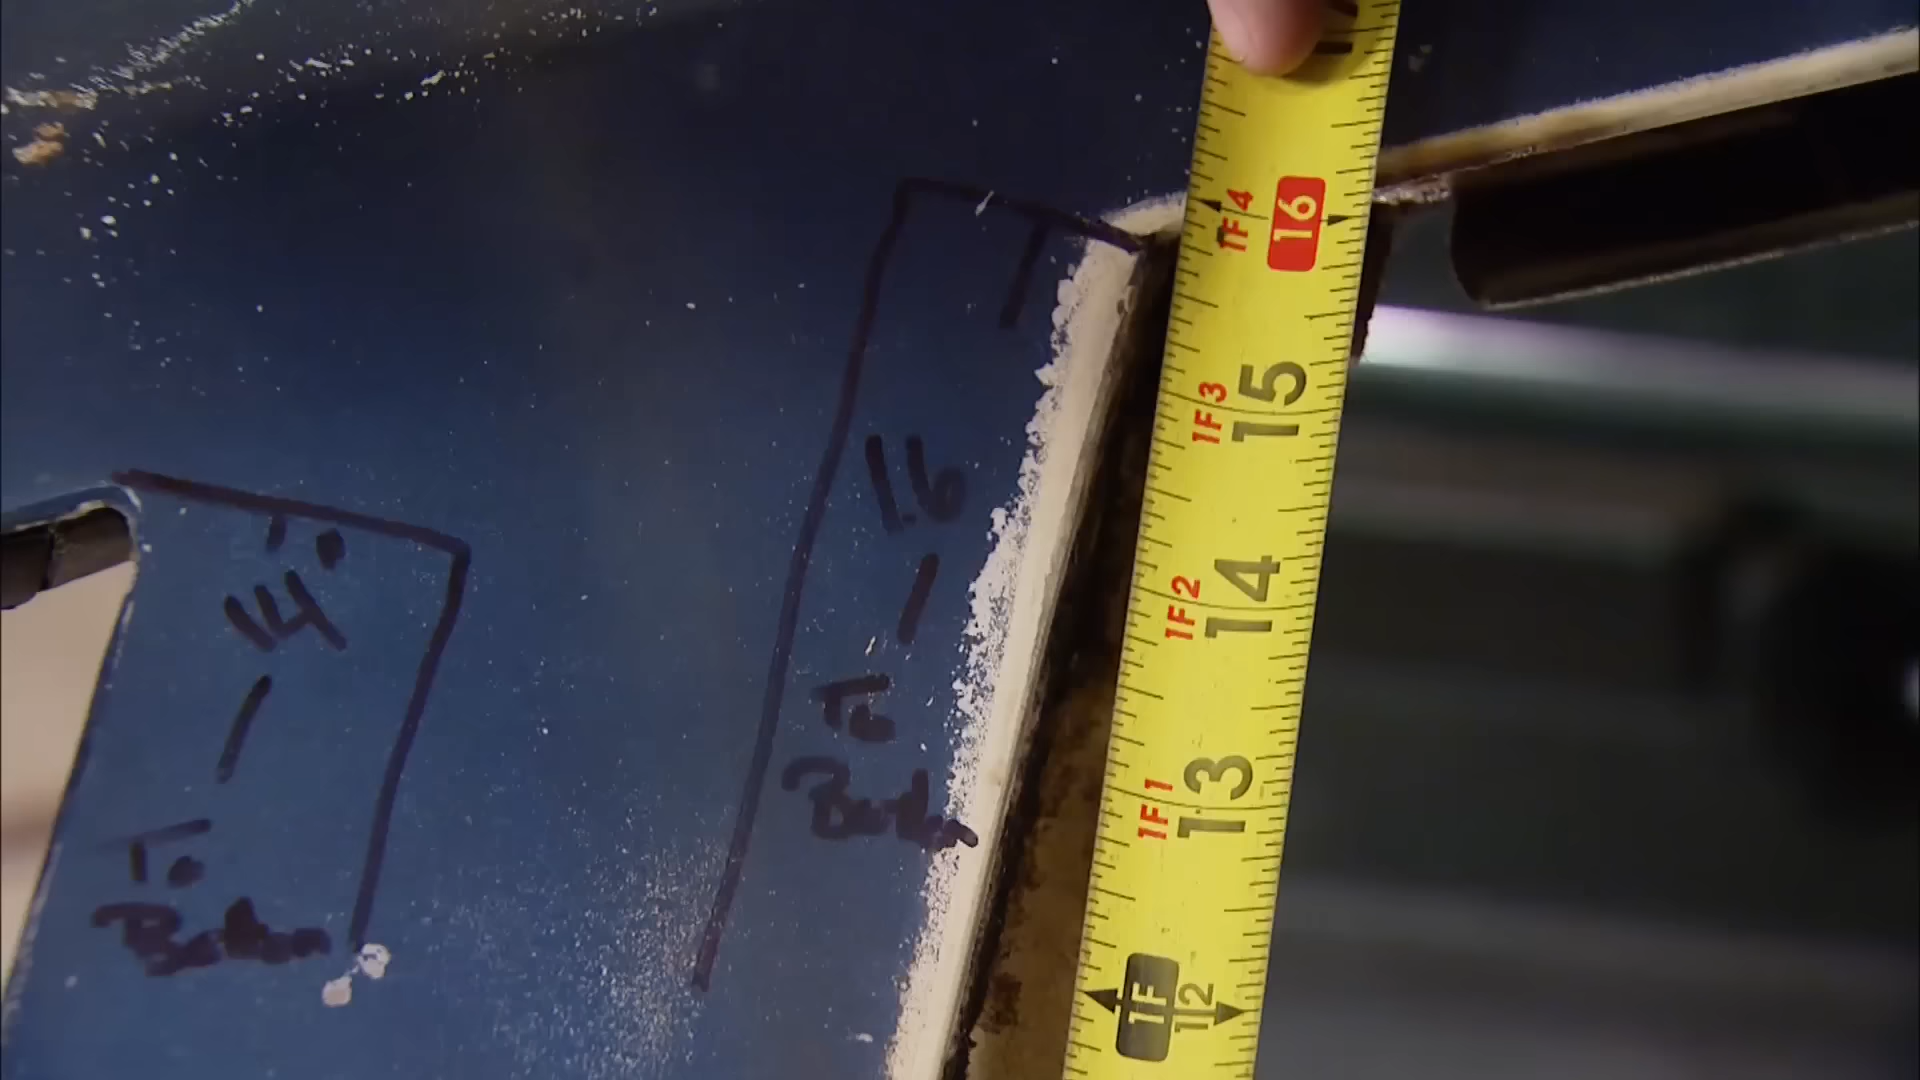 14"
—
To
Bottom
16
—
To
Bottom
1F4 16
1F3 15
1F2 14
1F1 13
1F 12